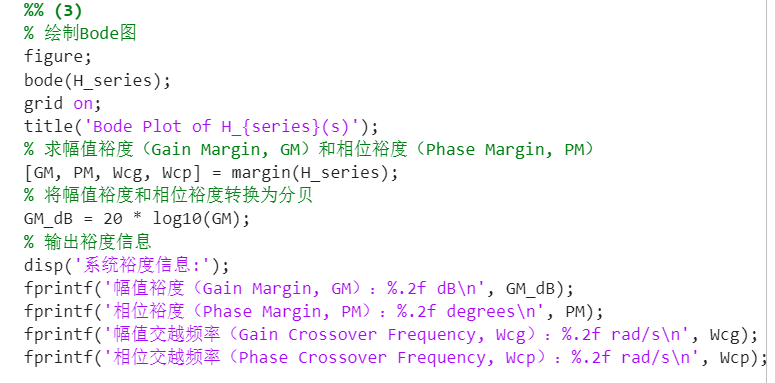 %% (3)
% 绘制Bode图
figure;
bode(H_series);
grid on;
title('Bode Plot of H_{series}(s)');
% 求幅值裕度（Gain Margin, GM）和相位裕度（Phase Margin, PM）
[GM, PM, Wcg, Wcp] = margin(H_series);
% 将幅值裕度和相位裕度转换为分贝
GM_dB = 20 * log10(GM);
% 输出裕度信息
disp('系统裕度信息:');
fprintf('幅值裕度（Gain Margin, GM）：%.2f dB\n', GM_dB);
fprintf('相位裕度（Phase Margin, PM）：%.2f degrees\n', PM);
fprintf('幅值交越频率（Gain Crossover Frequency, Wcg）：%.2f rad/s\n', Wcg);
fprintf('相位交越频率（Phase Crossover Frequency, Wcp）：%.2f rad/s\n', Wcp);